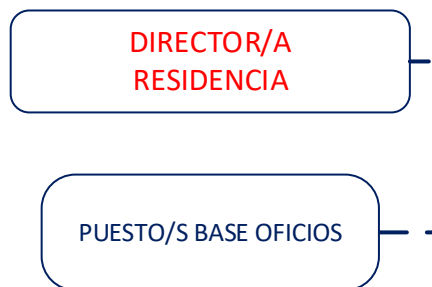 DIRECTOR/A
RESIDENCIA
PUESTO/S BASE OFICIOS